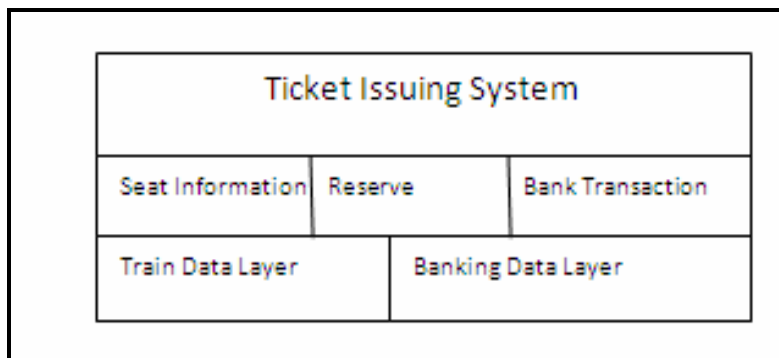 Ticket Issuing System
Seat Information Reserve Bank Transaction
Train Data Layer Banking Data Layer